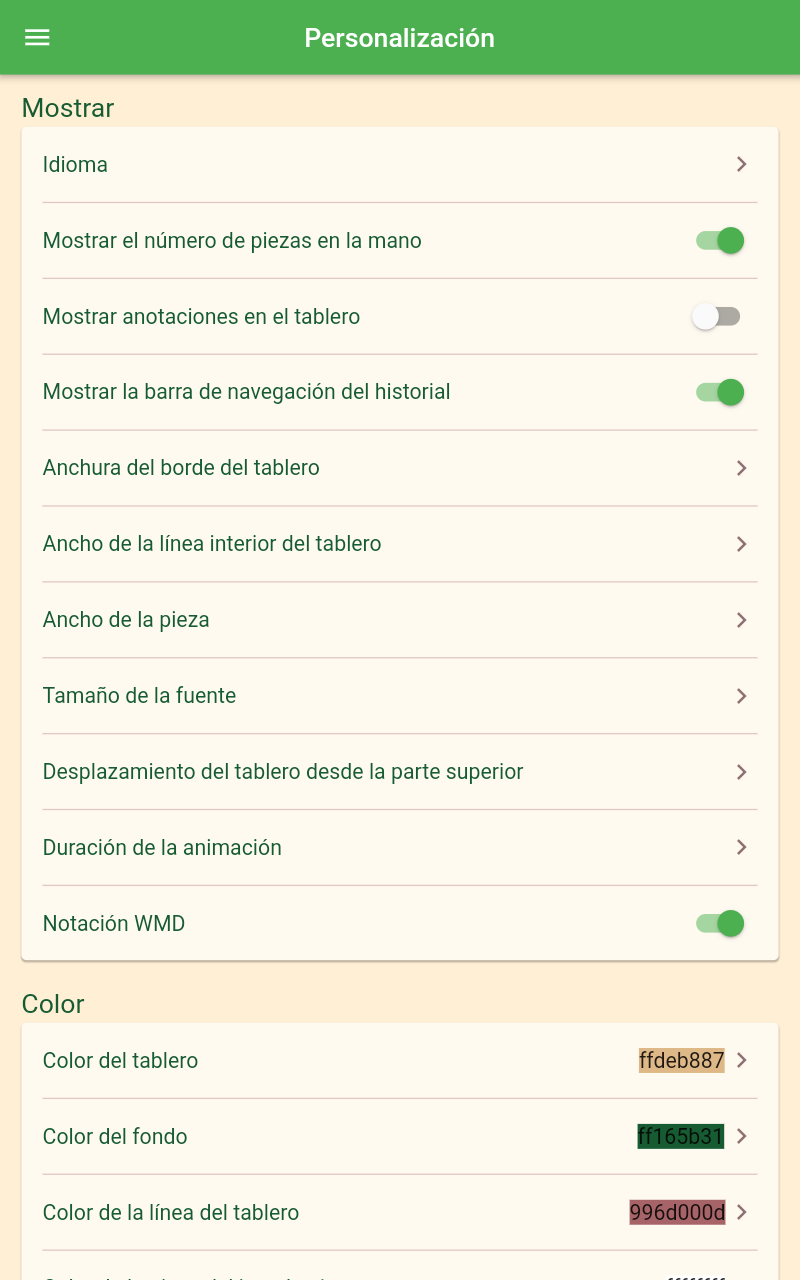 Personalización
Mostrar
Idioma
Mostrar el número de piezas en la mano
Mostrar anotaciones en el tablero
Mostrar la barra de navegación del historial
Anchura del borde del tablero
Ancho de la línea interior del tablero
Ancho de la pieza
Tamaño de la fuente
Desplazamiento del tablero desde la parte superior
Duración de la animación
Notación WMD
Color
Color del tablero ffdeb887
Color del fondo ff165b31
Color de la línea del tablero 996d000d